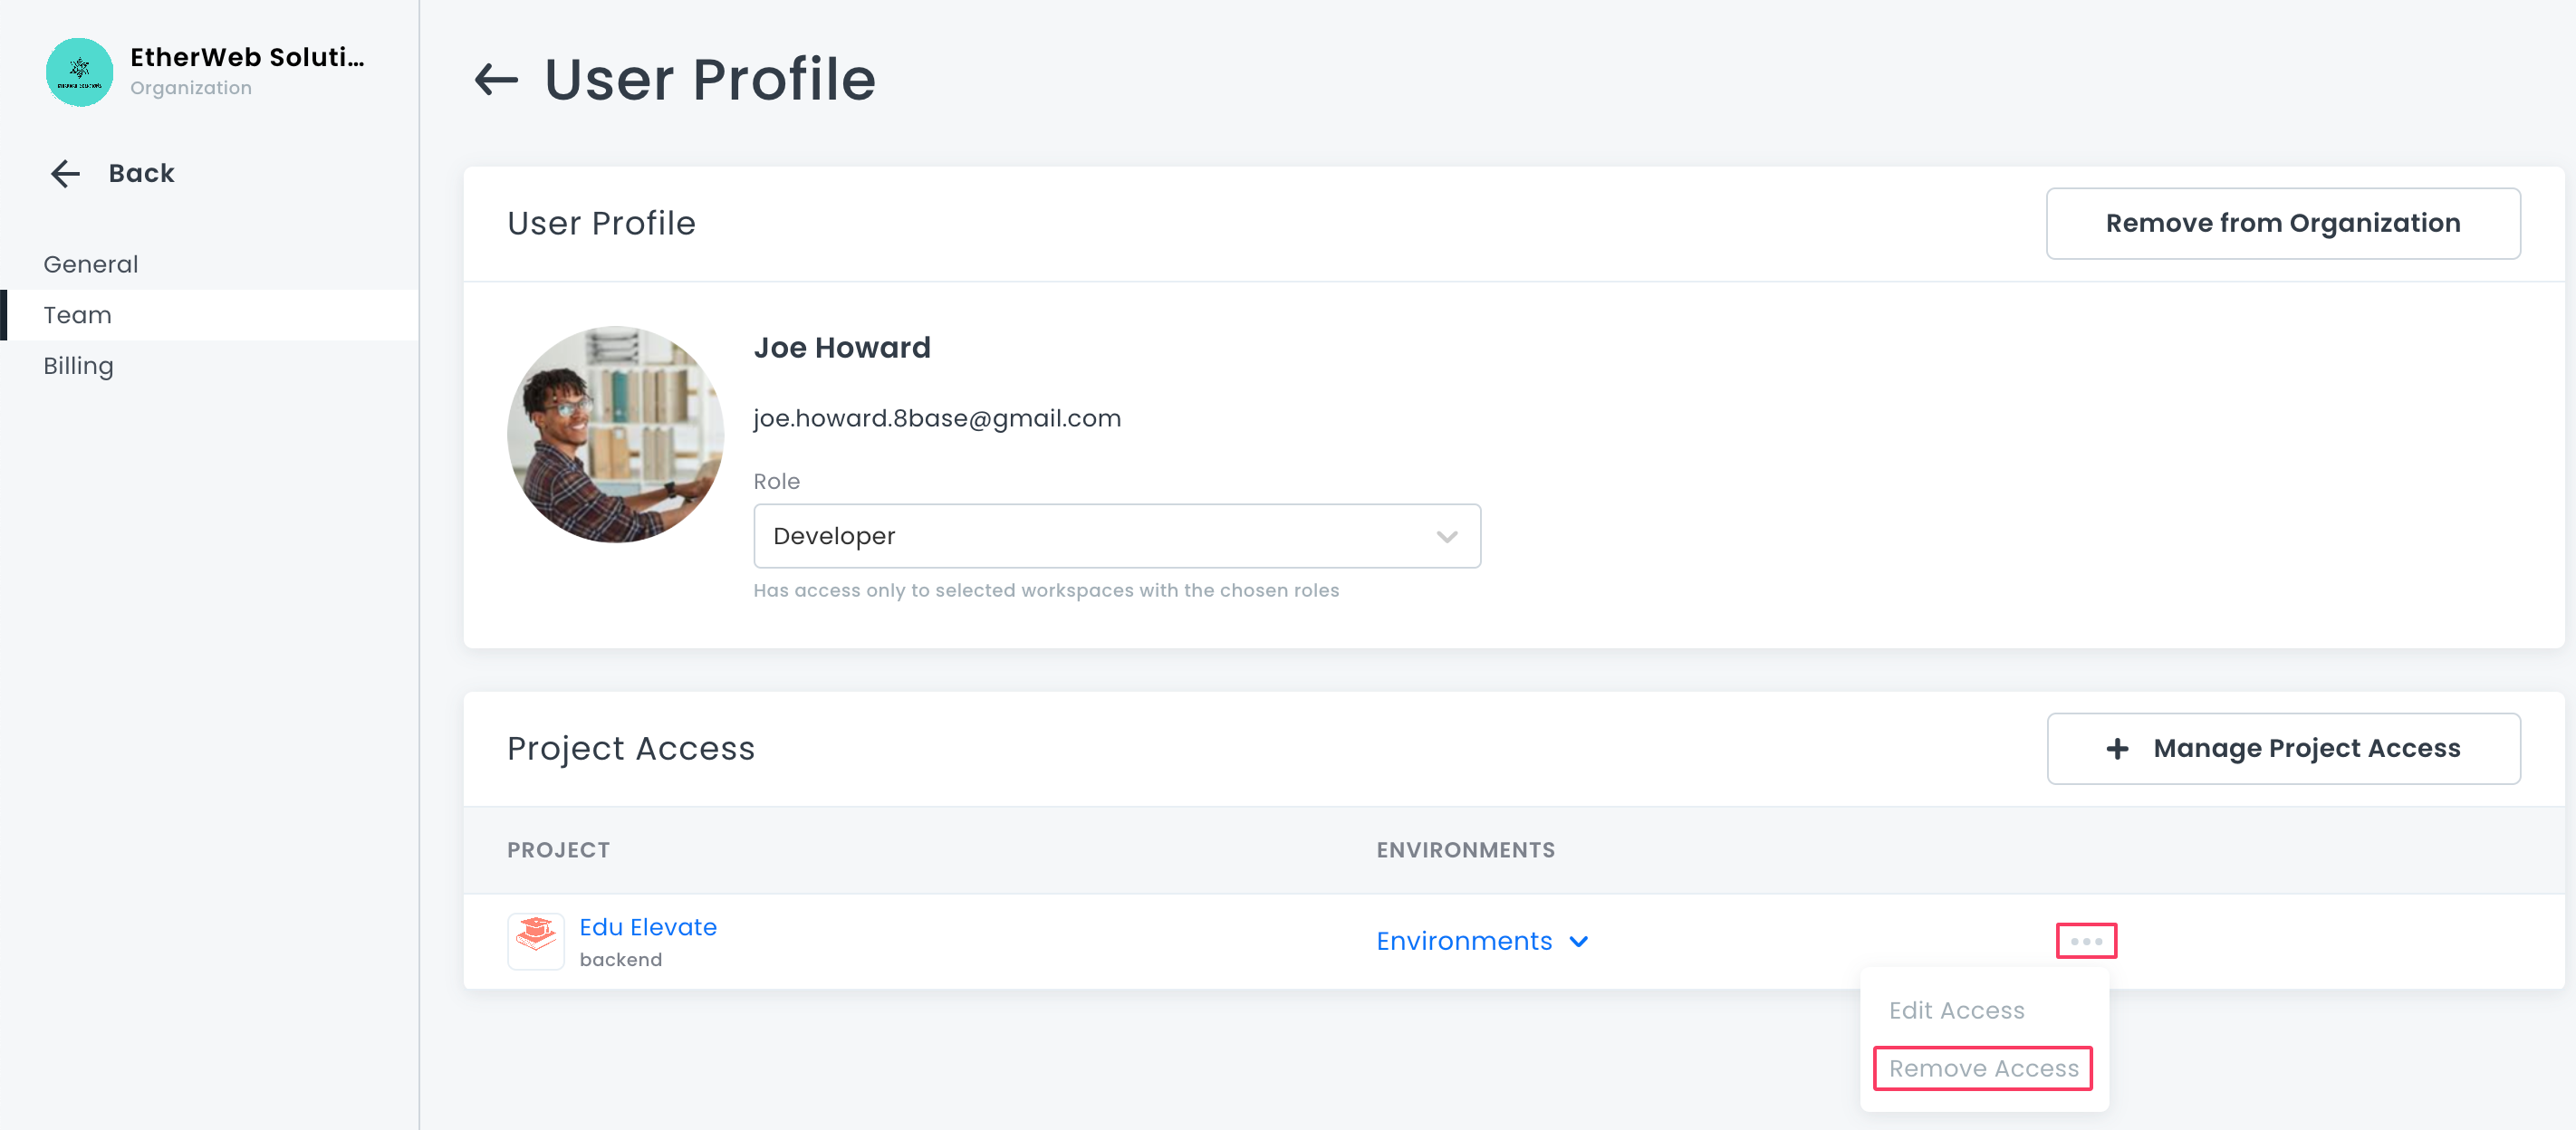 EtherWeb Soluti...
Organization
Back
General
Team
Billing
User Profile
User Profile
Remove from Organization
Joe Howard
joe.howard.8base@gmail.com
Role
Developer
Has access only to selected workspaces with the chosen roles
Project Access
Manage Project Access
PROJECT
ENVIRONMENTS
Edu Elevate
backend
Environments
Edit Access
Remove Access